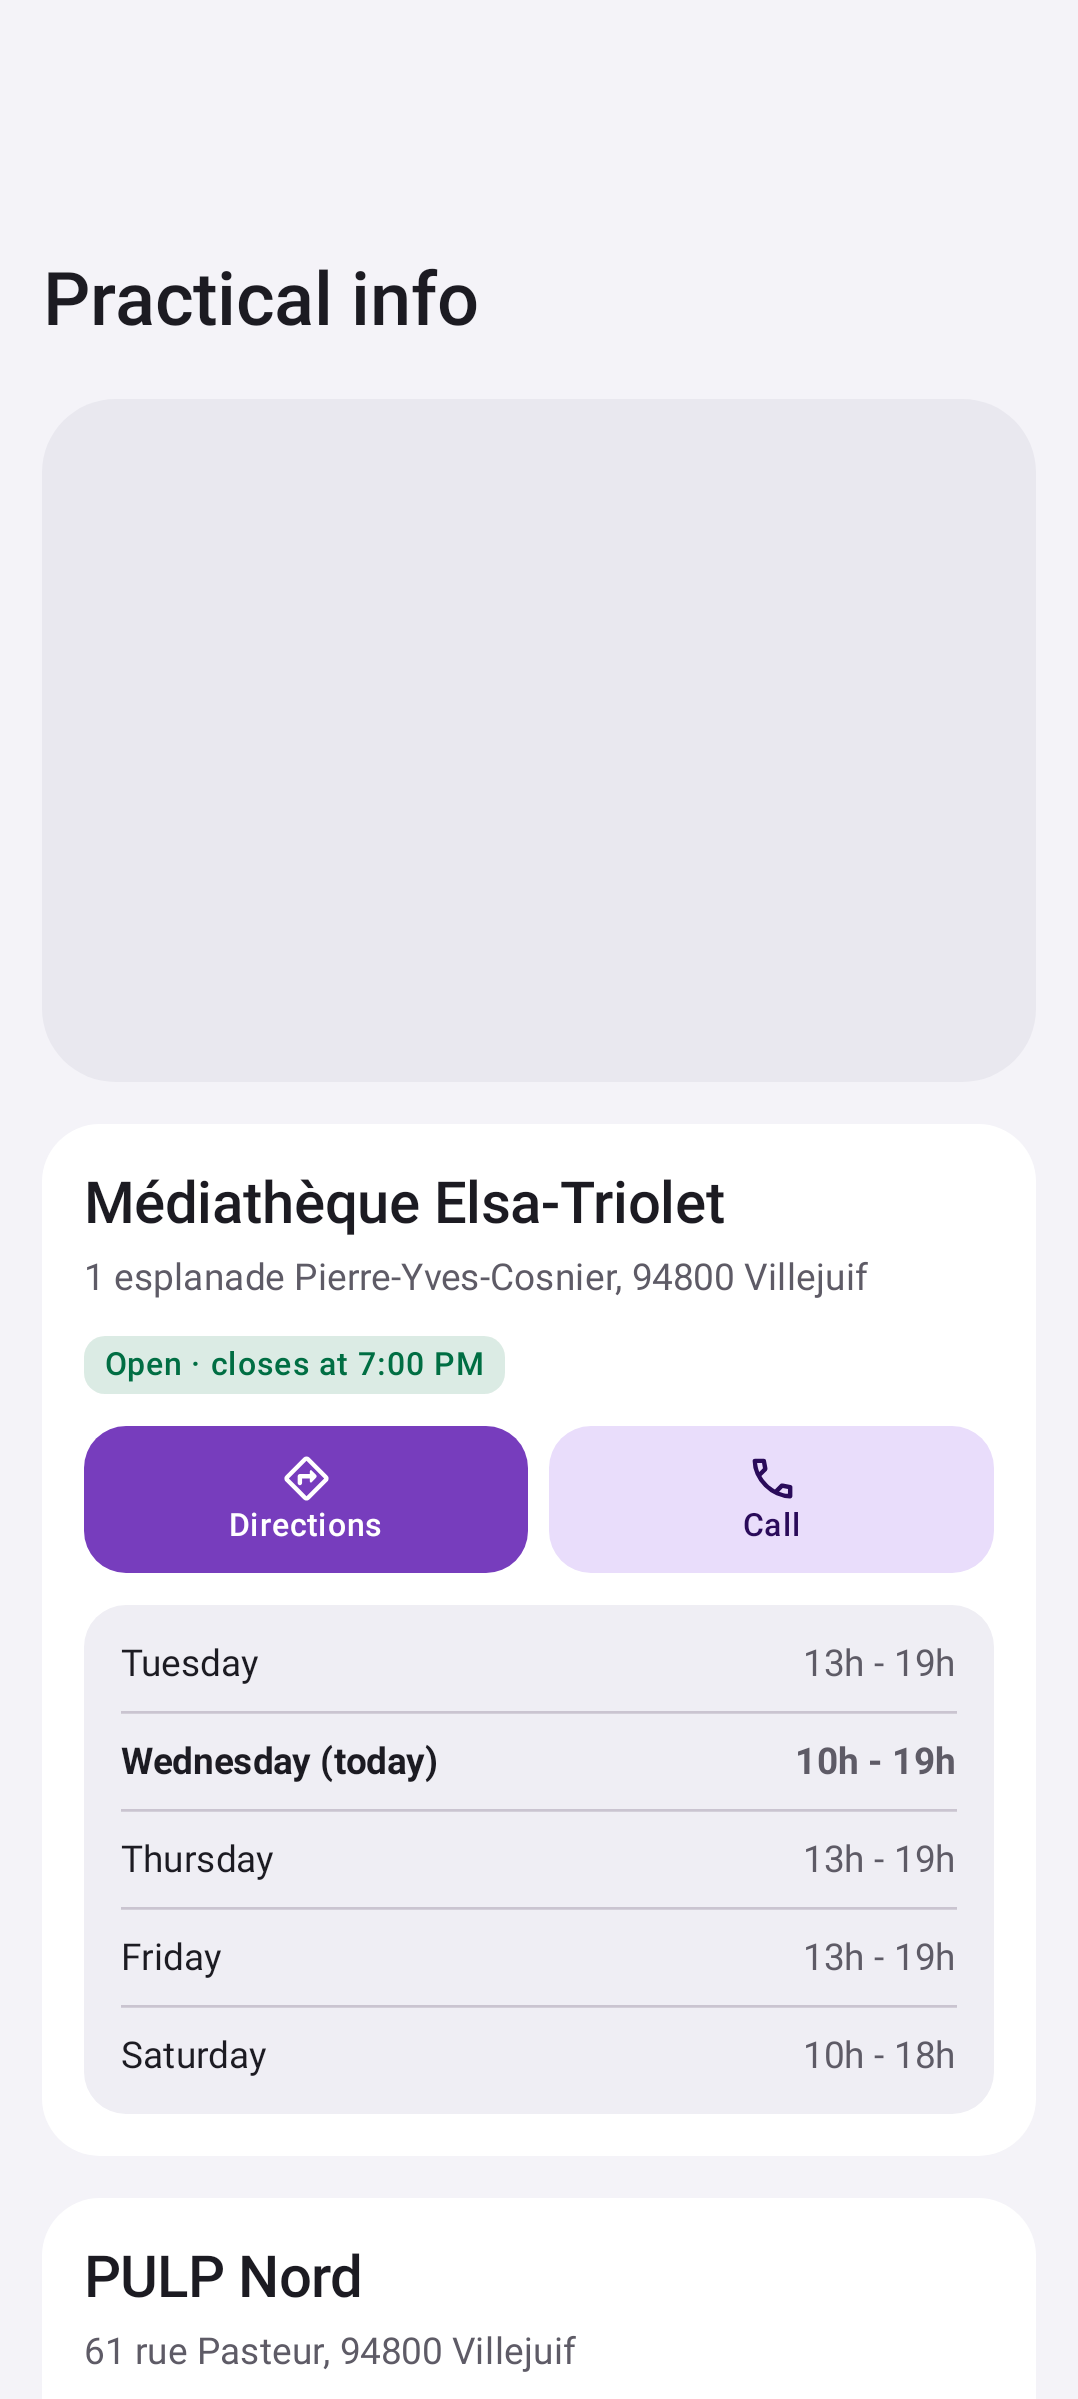 Practical info
Médiathèque Elsa-Triolet
1 esplanade Pierre-Yves-Cosnier, 94800 Villejuif
Open · closes at 7:00 PM
Directions
Call
Tuesday 13h - 19h
Wednesday (today) 10h - 19h
Thursday 13h - 19h
Friday 13h - 19h
Saturday 10h - 18h
PULP Nord
61 rue Pasteur, 94800 Villejuif